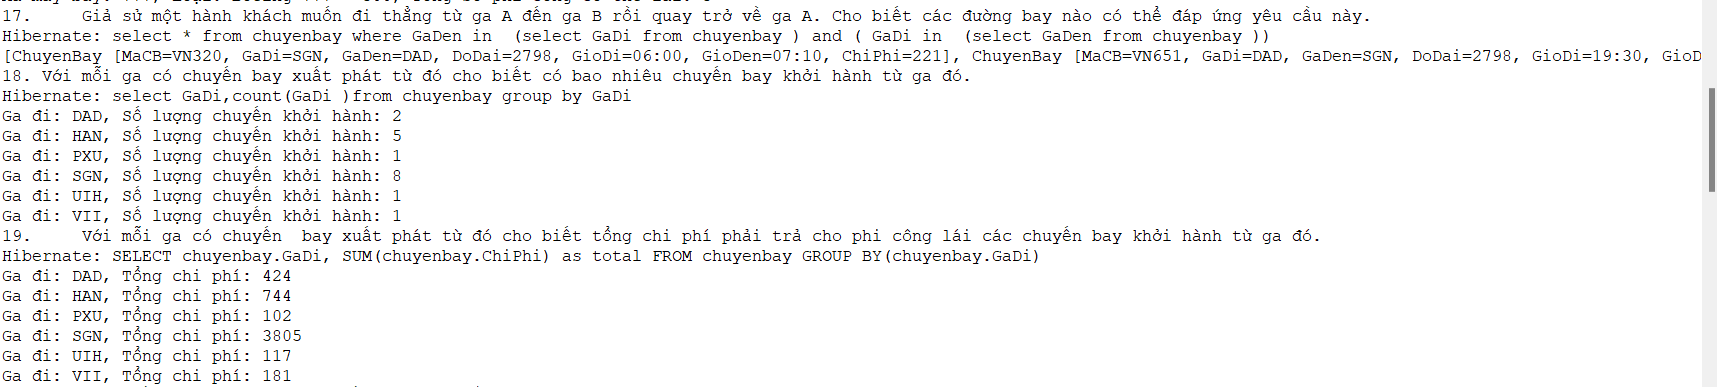 17.     Giả sử một hành khách muốn đi thẳng từ ga A đến ga B rồi quay trở về ga A. Cho biết các đường bay nào có thể đáp ứng yêu cầu này.
Hibernate: select * from chuyenbay where GaDen in  (select GaDi from chuyenbay ) and ( GaDi in  (select GaDen from chuyenbay ))
[ChuyenBay [MaCB=VN320, GaDi=SGN, GaDen=DAD, DoDai=2798, GioDi=06:00, GioDen=07:10, ChiPhi=221], ChuyenBay [MaCB=VN651, GaDi=DAD, GaDen=SGN, DoDai=2798, GioDi=19:30, GioD
18. Với mỗi ga có chuyến bay xuất phát từ đó cho biết có bao nhiêu chuyến bay khởi hành từ ga đó.
Hibernate: select GaDi,count(GaDi )from chuyenbay group by GaDi
Ga đi: DAD, Số lượng chuyến khởi hành: 2
Ga đi: HAN, Số lượng chuyến khởi hành: 5
Ga đi: PXU, Số lượng chuyến khởi hành: 1
Ga đi: SGN, Số lượng chuyến khởi hành: 8
Ga đi: UIH, Số lượng chuyến khởi hành: 1
Ga đi: VII, Số lượng chuyến khởi hành: 1
19.     Với mỗi ga có chuyến  bay xuất phát từ đó cho biết tổng chi phí phải trả cho phi công lái các chuyến bay khởi hành từ ga đó.
Hibernate: SELECT chuyenbay.GaDi, SUM(chuyenbay.ChiPhi) as total FROM chuyenbay GROUP BY(chuyenbay.GaDi)
Ga đi: DAD, Tổng chi phí: 424
Ga đi: HAN, Tổng chi phí: 744
Ga đi: PXU, Tổng chi phí: 102
Ga đi: SGN, Tổng chi phí: 3805
Ga đi: UIH, Tổng chi phí: 117
Ga đi: VII, Tổng chi phí: 181